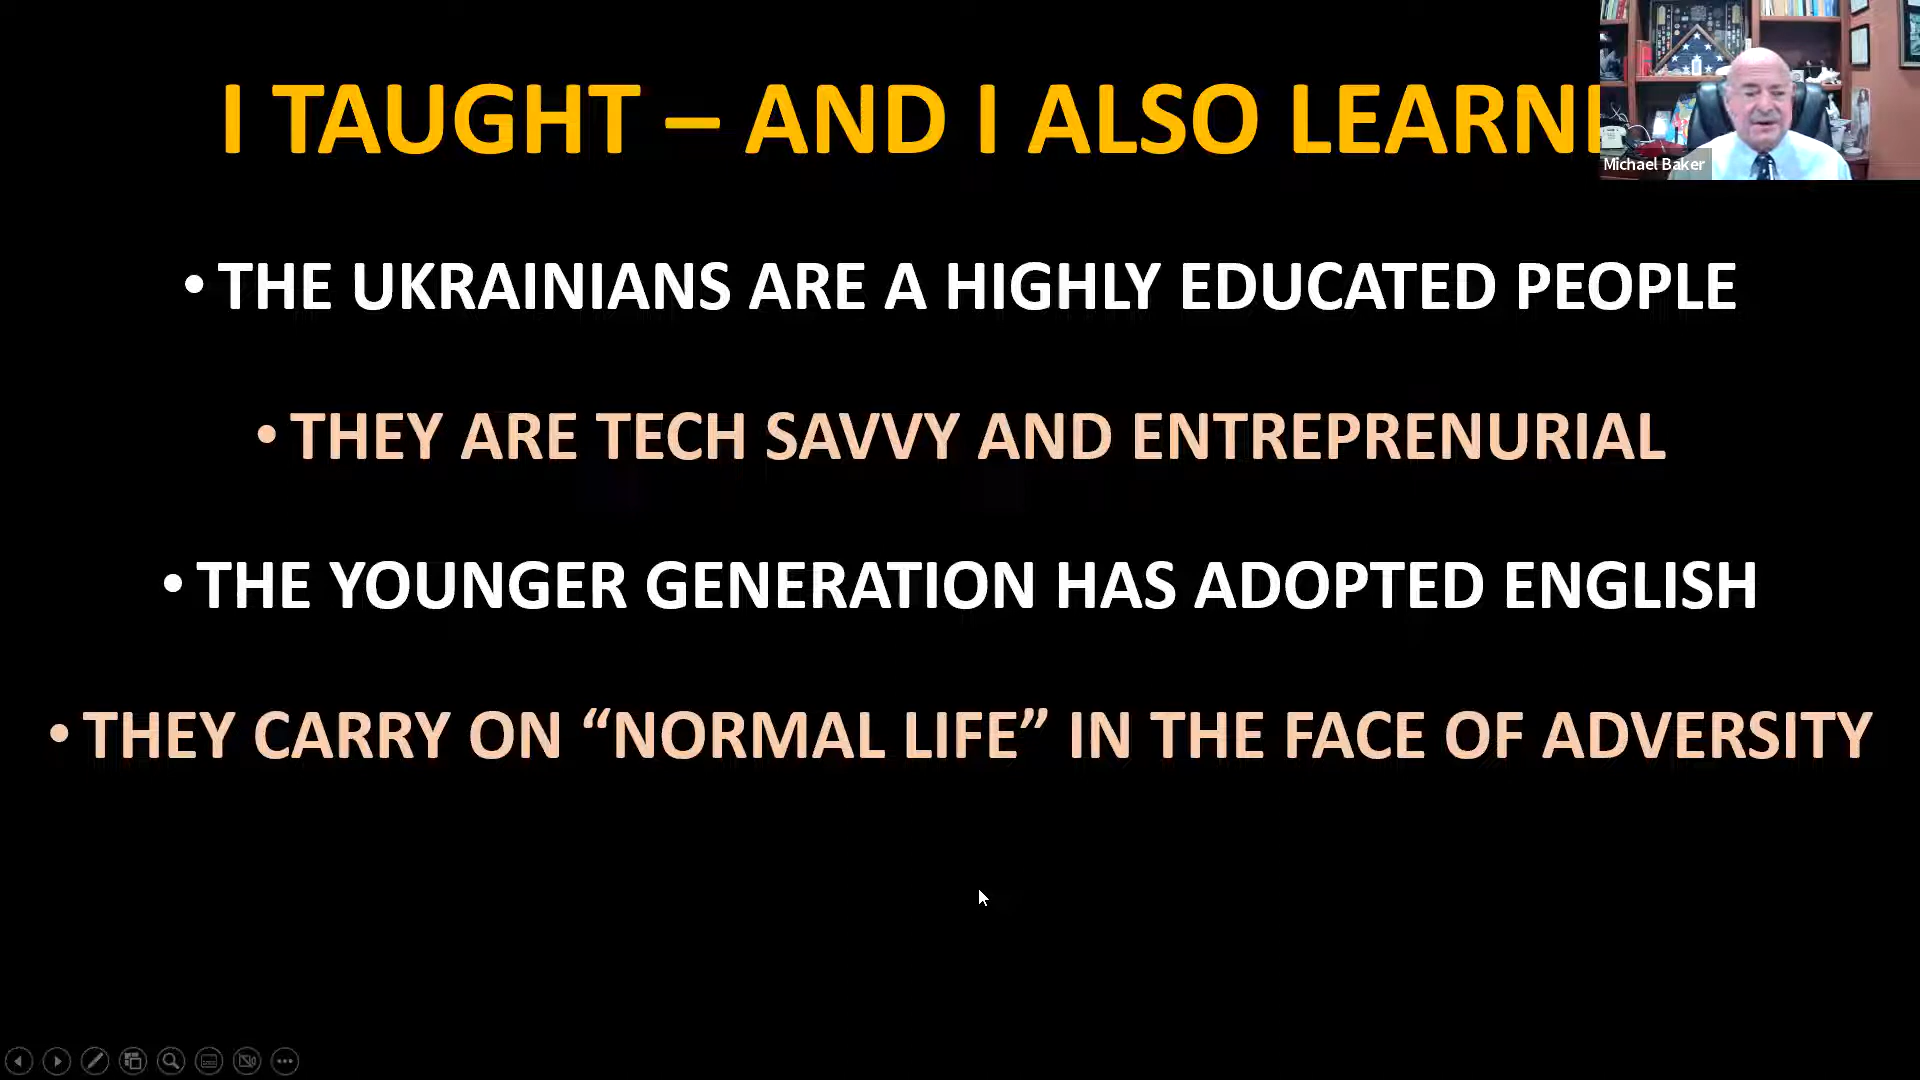 I TAUGHT – AND I ALSO
Michael Baker
• THE UKRAINIANS ARE A HIGHLY EDUCATED PEOPLE
• THEY ARE TECH SAVVY AND ENTREPRENURIAL
• THE YOUNGER GENERATION HAS ADOPTED ENGLISH
• THEY CARRY ON “NORMAL LIFE” IN THE FACE OF ADVERSITY